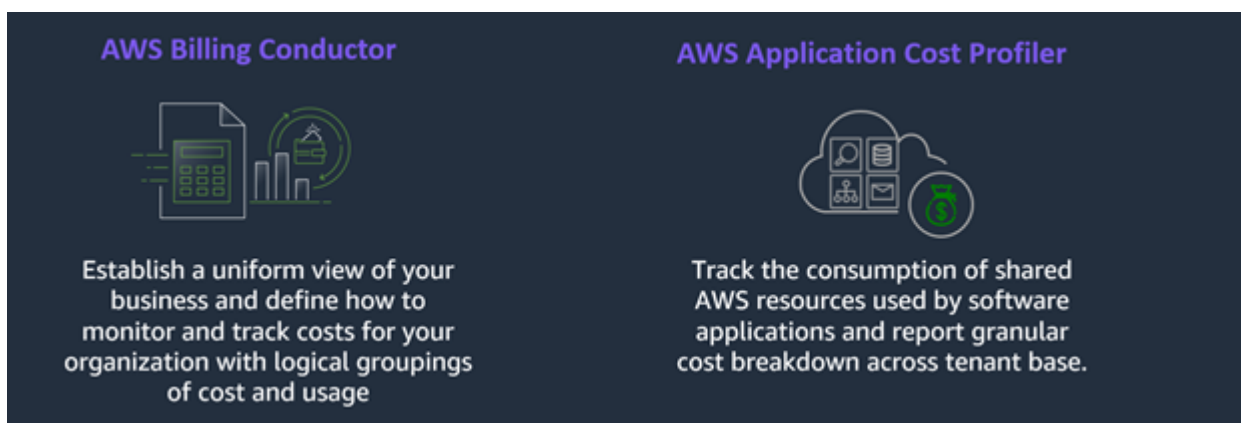 AWS Billing Conductor
Establish a uniform view of your
business and define how to
monitor and track costs for your
organization with logical groupings
of cost and usage
AWS Application Cost Profiler
Track the consumption of shared
AWS resources used by software
applications and report granular
cost breakdown across tenant base.